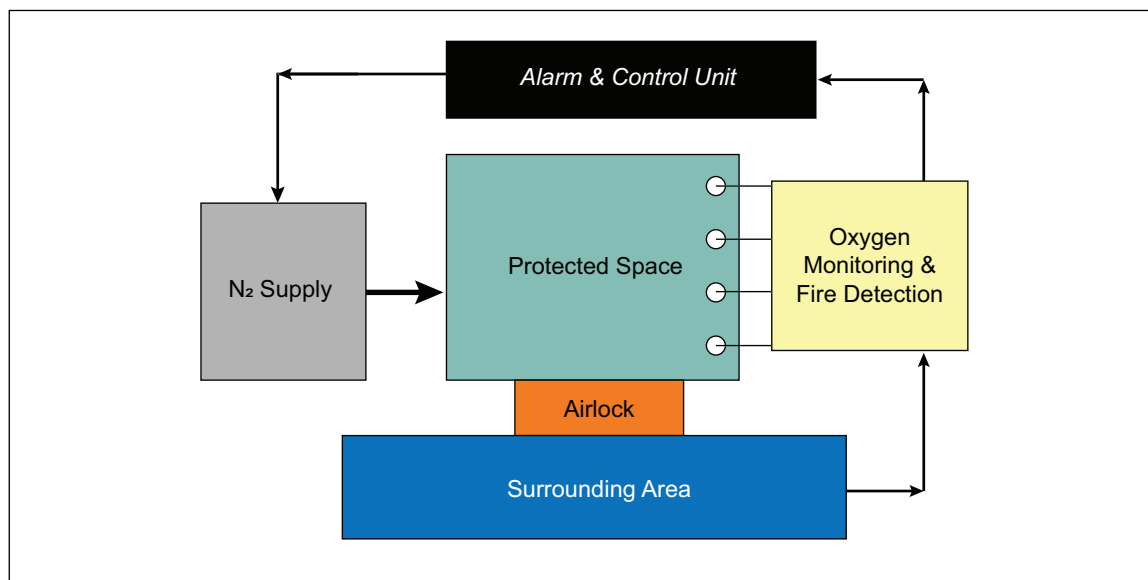 Alarm & Control Unit
N₂ Supply
Protected Space
Oxygen
Monitoring &
Fire Detection
Airlock
Surrounding Area